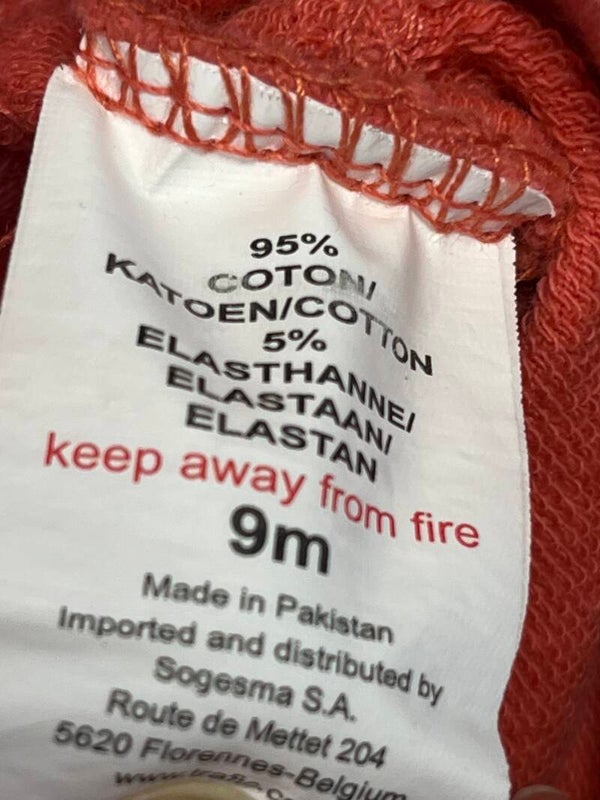 95%
COTON/
KATOEN/COTTON
5%
ELASTHANNE/
ELASTAAN/
ELASTAN
keep away from fire
9m
Made in Pakistan
Imported and distributed by
Sogesma S.A.
Route de Mettet 204
5620 Florennes-Belgium